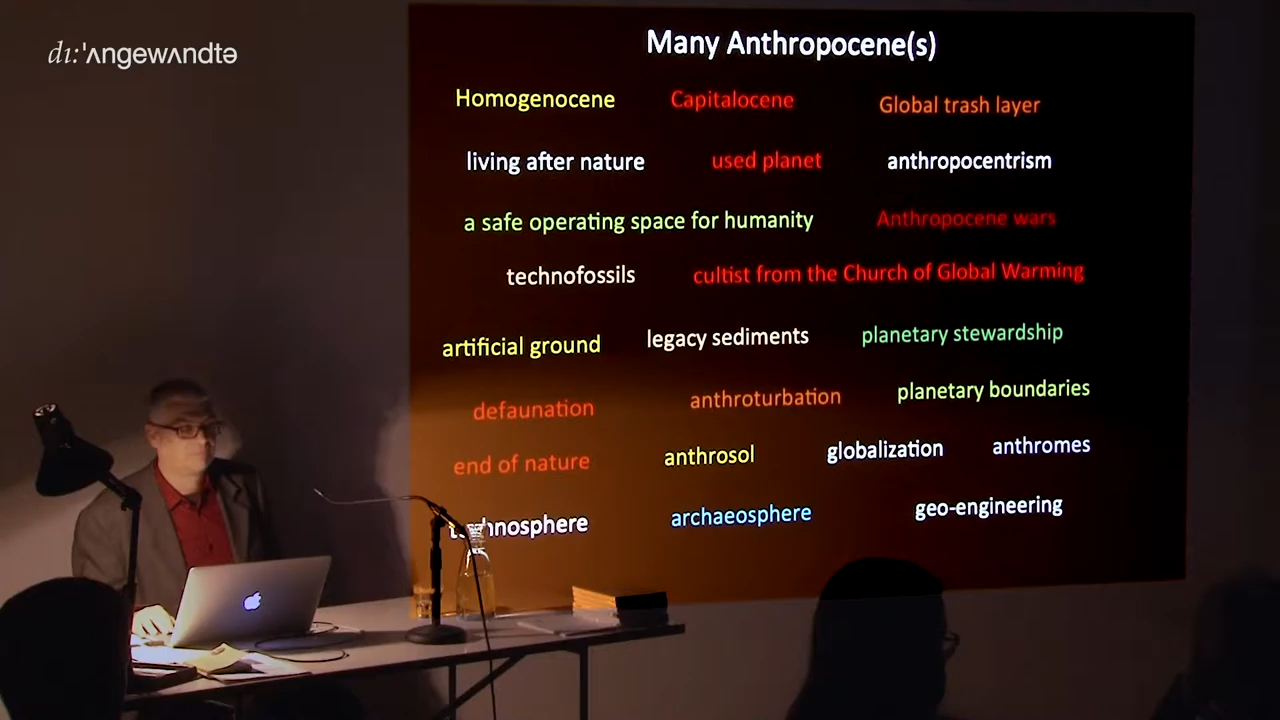 dı:ˈʌngewʌndtə
Many Anthropocene(s)
Homogenocene Capitalocene Global trash layer
living after nature used planet anthropocentrism
a safe operating space for humanity Anthropocene wars
technofossils cultist from the Church of Global Warming
artificial ground legacy sediments planetary stewardship
defaunation anthroturbation planetary boundaries
end of nature anthrosol globalization anthromes
technosphere archaeosphere geo-engineering